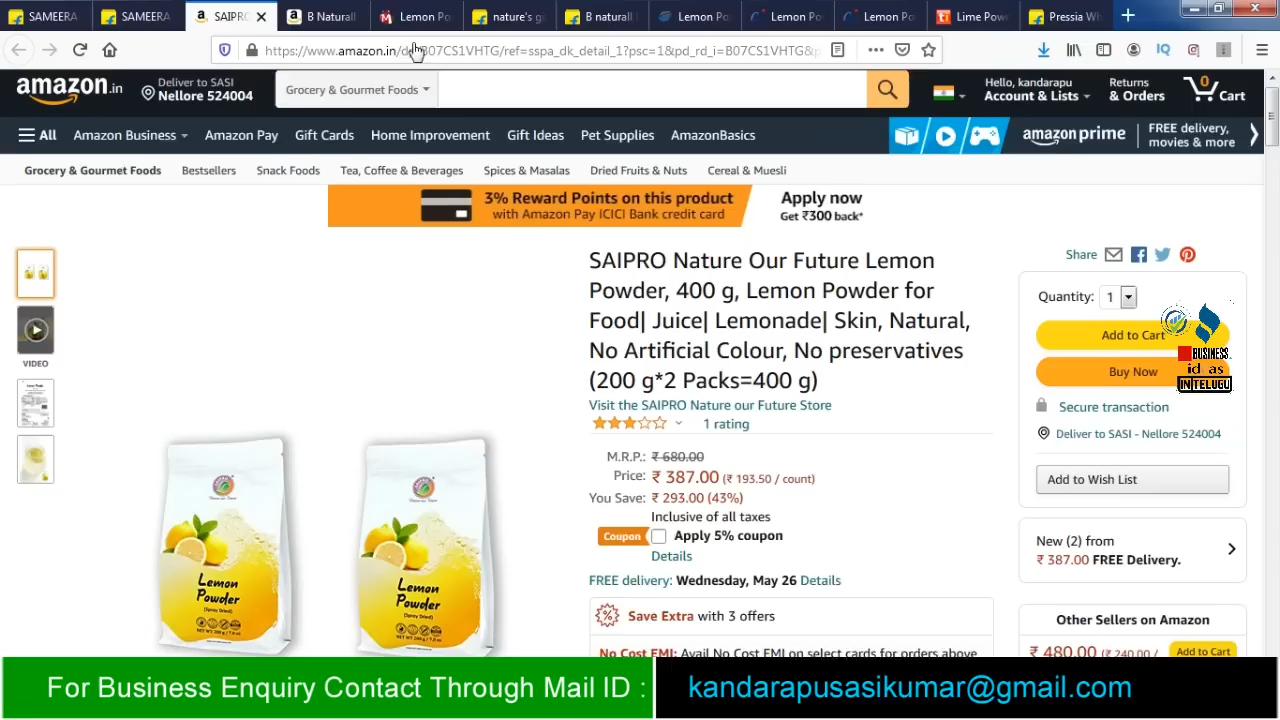 SAMEERA
SAMEERA
SAIPRO
B Naturall
Lemon Po
nature's gi
B naturall
Lemon Po
Lemon Po
Lemon Po
Lime Powe
Pressia Wh
https://www.amazon.in/dp/B07CS1VHTG/ref=sspa_dk_detail_1?psc=1&pd_rd_i=B07CS1VHTG&p
amazon.in
Deliver to SASI
Nellore 524004
Grocery & Gourmet Foods
Hello, kandarapu
Account & Lists
Returns
& Orders
0
Cart
All
Amazon Business
Amazon Pay
Gift Cards
Home Improvement
Gift Ideas
Pet Supplies
AmazonBasics
amazon prime
FREE delivery,
movies & more
Grocery & Gourmet Foods
Bestsellers
Snack Foods
Tea, Coffee & Beverages
Spices & Masalas
Dried Fruits & Nuts
Cereal & Muesli
3% Reward Points on this product
with Amazon Pay ICICI Bank credit card
Apply now
Get ₹300 back*
VIDEO
Lemon
Powder
(Spray Dried)
Lemon
Powder
(Spray Dried)
SAIPRO Nature Our Future Lemon
Powder, 400 g, Lemon Powder for
Food| Juice| Lemonade| Skin, Natural,
No Artificial Colour, No preservatives
(200 g*2 Packs=400 g)
Visit the SAIPRO Nature our Future Store
1 rating
M.R.P.: ₹ 680.00
Price: ₹ 387.00 (₹ 193.50 / count)
You Save: ₹ 293.00 (43%)
Inclusive of all taxes
Coupon Apply 5% coupon
Details
FREE delivery: Wednesday, May 26 Details
Save Extra with 3 offers
No Cost EMI: Avail No Cost EMI on select cards for orders above
Share
Quantity: 1
Add to Cart
Buy Now
BUSINESS
id as
IN TELUGU
Secure transaction
Deliver to SASI - Nellore 524004
Add to Wish List
New (2) from
₹ 387.00 FREE Delivery.
Other Sellers on Amazon
₹ 480.00 (₹ 240.00 /
Add to Cart
For Business Enquiry Contact Through Mail ID :
kandarapusasikumar@gmail.com